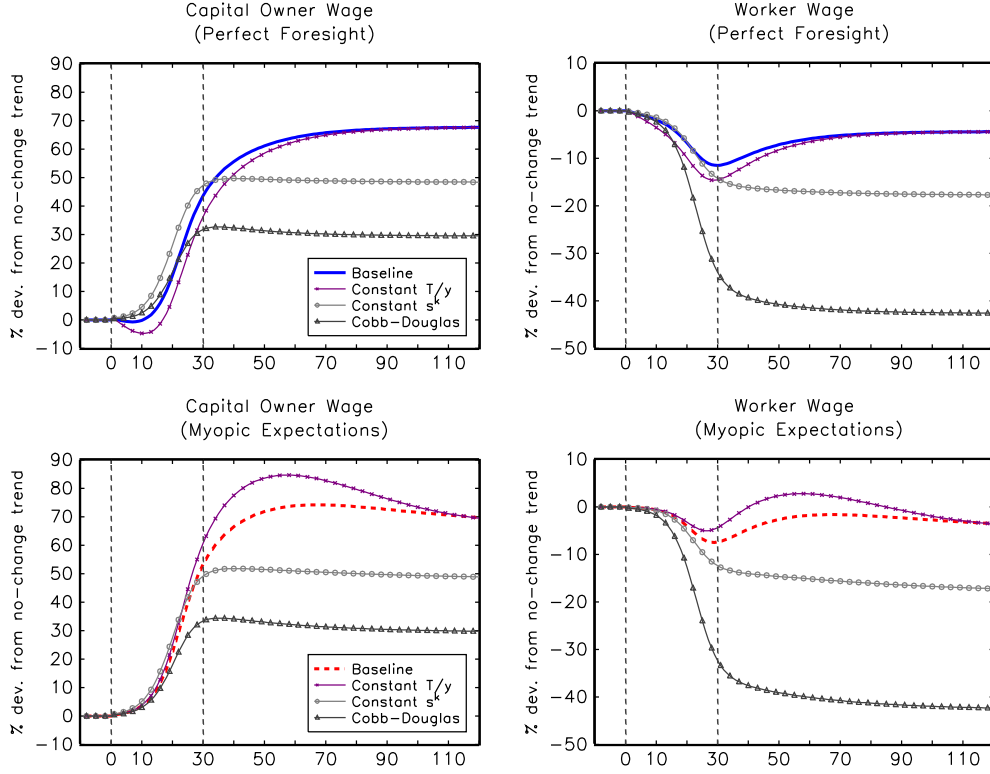 Capital Owner Wage
(Perfect Foresight)
% dev. from no-change trend
90
80
70
60
50
40
30
20
10
0
−10
0 10 30 50 70 90 110
Baseline
Constant T/y
Constant s^k
Cobb−Douglas
Worker Wage
(Perfect Foresight)
% dev. from no-change trend
10
0
−10
−20
−30
−40
−50
0 10 30 50 70 90 110
Capital Owner Wage
(Myopic Expectations)
% dev. from no-change trend
90
80
70
60
50
40
30
20
10
0
−10
0 10 30 50 70 90 110
Baseline
Constant T/y
Constant s^k
Cobb−Douglas
Worker Wage
(Myopic Expectations)
% dev. from no-change trend
10
0
−10
−20
−30
−40
−50
0 10 30 50 70 90 110